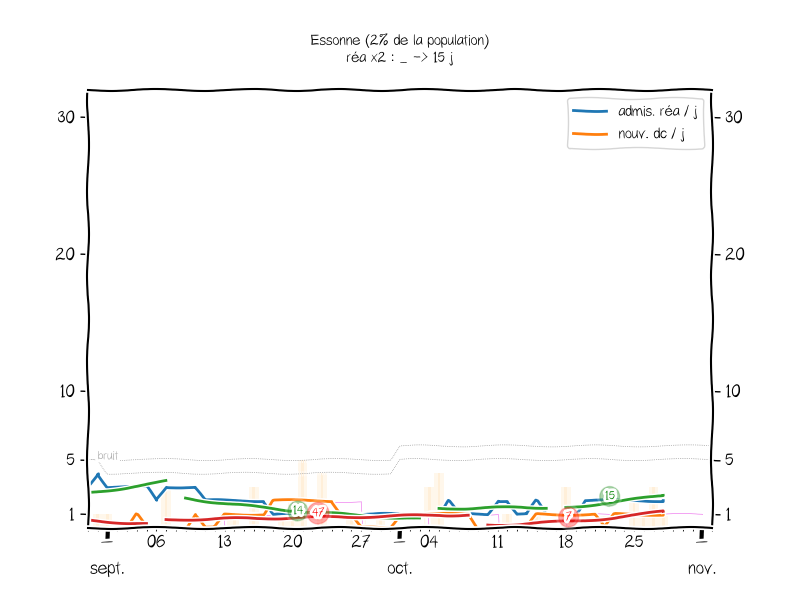 Essonne (2% de la population)
réa x2 : _ -> 15 j
admis. réa / j
nouv. dc / j
30
30
20
20
10
10
bruit
5
5
15
14
47
7
1
1
06
13
20
27
04
11
18
25
sept.
oct.
nov.